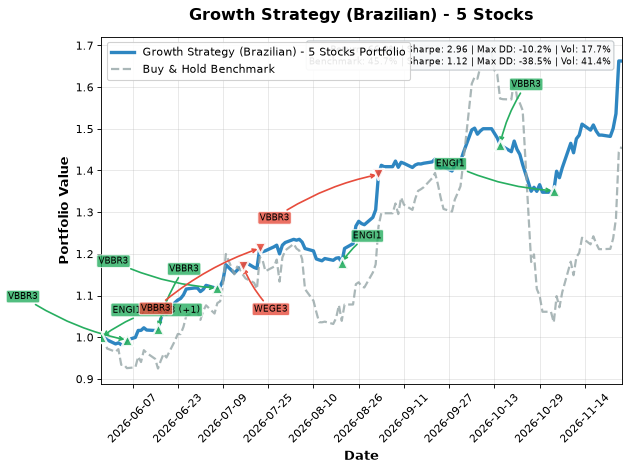 Growth Strategy (Brazilian) - 5 Stocks
Growth Strategy (Brazilian) - 5 Stocks Portfolio
Buy & Hold Benchmark
Sharpe: 2.96 | Max DD: -10.2% | Vol: 17.7%
Benchmark: 45.7% | Sharpe: 1.12 | Max DD: -38.5% | Vol: 41.4%
VBBR3
ENGI1
VBBR3
ENGI1
VBBR3
VBBR3
VBBR3
ENGI1
(+1)
VBBR3
WEGE3
Portfolio Value
1.7
1.6
1.5
1.4
1.3
1.2
1.1
1.0
0.9
2026-06-07
2026-06-23
2026-07-09
2026-07-25
2026-08-10
2026-08-26
2026-09-11
2026-09-27
2026-10-13
2026-10-29
2026-11-14
Date